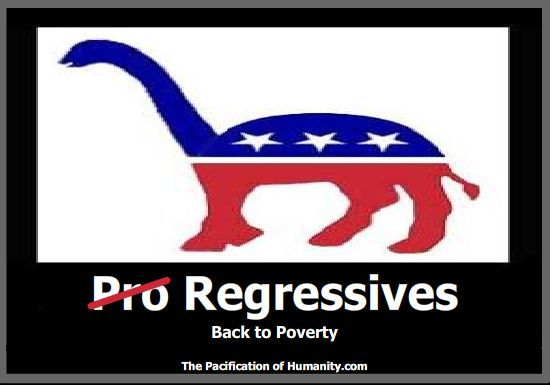 Pro Regressives
Back to Poverty
The Pacification of Humanity.com